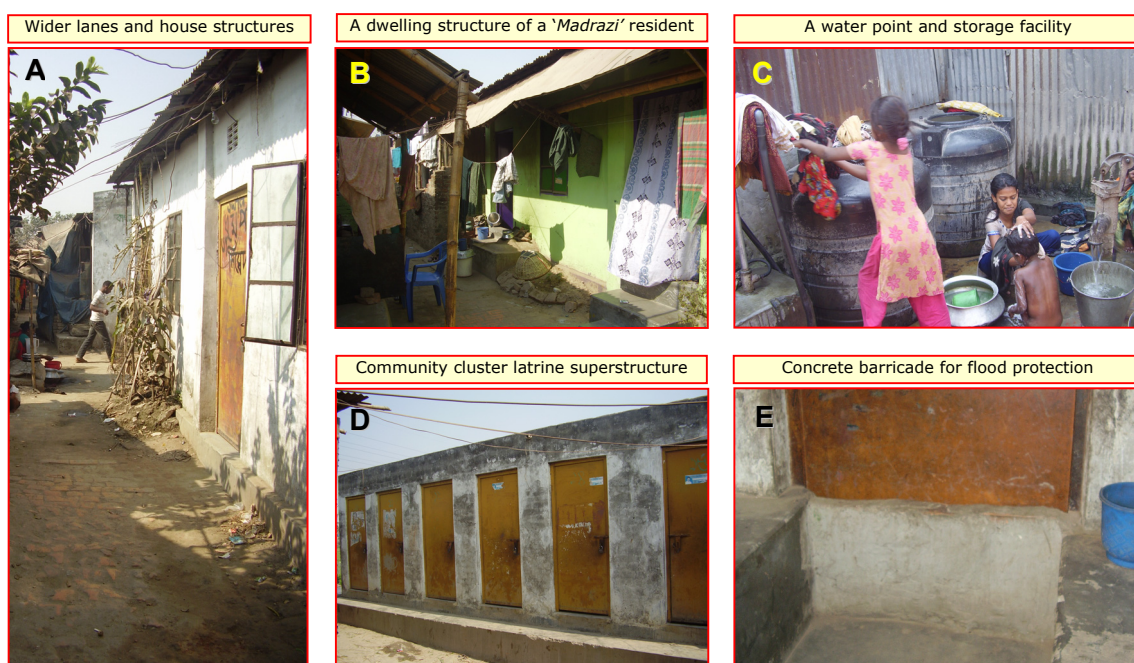 Wider lanes and house structures
A dwelling structure of a ‘Madrazi’ resident
A water point and storage facility
A
B
C
Community cluster latrine superstructure
Concrete barricade for flood protection
D
E